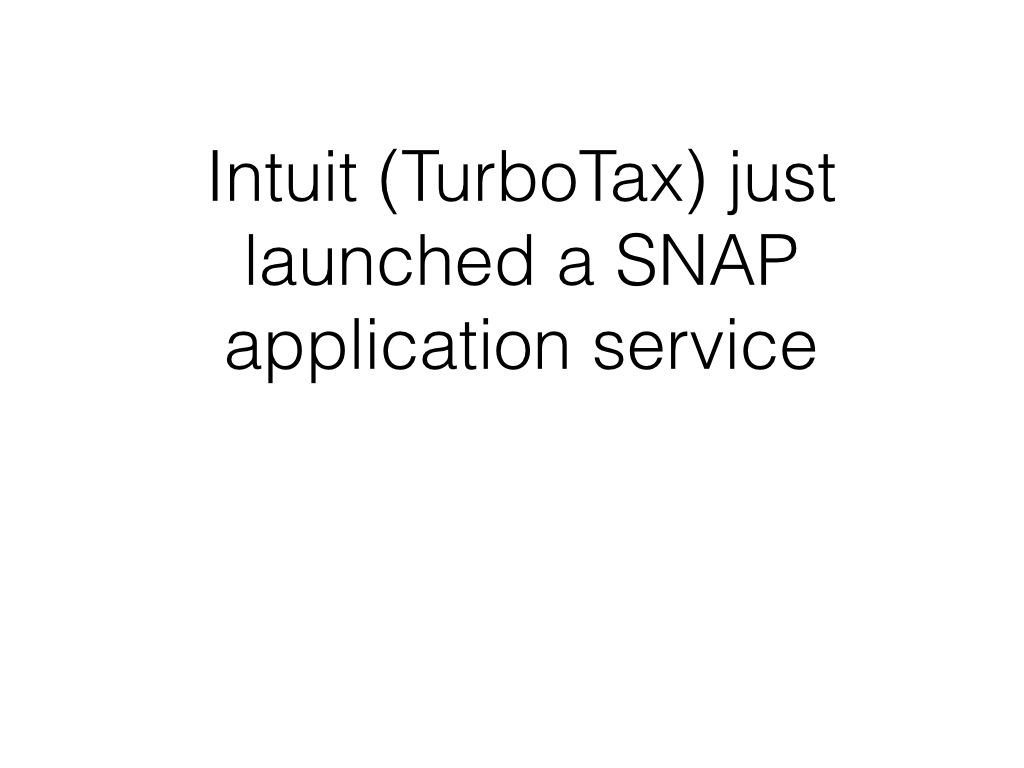 Intuit (TurboTax) just
launched a SNAP
application service